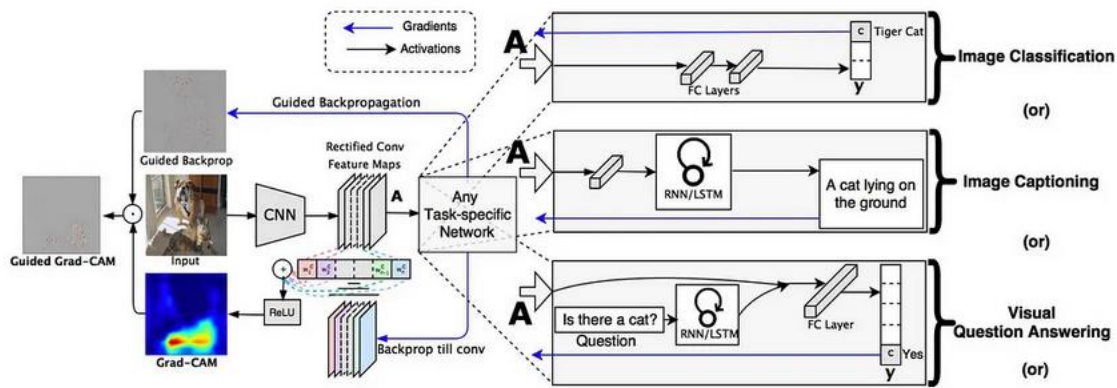 Gradients
Activations
Guided Backpropagation
Guided Backprop
Input
Guided Grad-CAM
Grad-CAM
CNN
Rectified Conv
Feature Maps
A
ReLU
Backprop till conv
Any
Task-specific
Network
A
FC Layers
c
Tiger Cat
y
Image Classification
(or)
A
RNN/LSTM
A cat lying on
the ground
Image Captioning
(or)
A
Is there a cat?
Question
RNN/LSTM
FC Layer
c
Yes
y
Visual
Question Answering
(or)